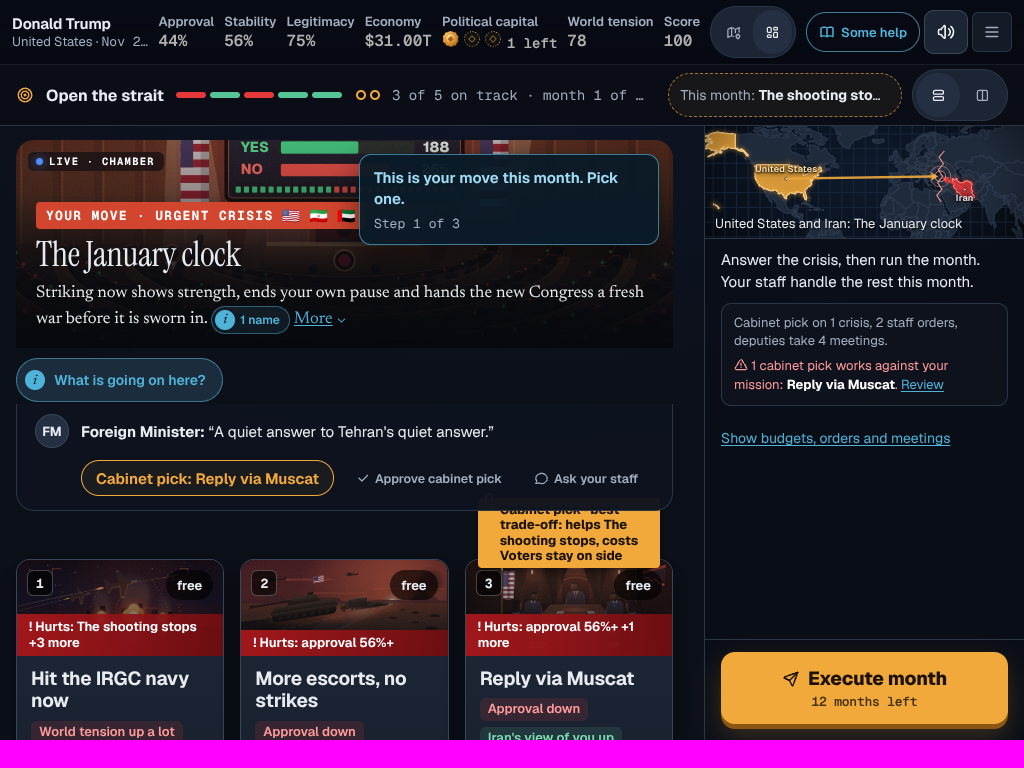 Donald Trump
United States · Nov 2…
Approval
44%
Stability
56%
Legitimacy
75%
Economy
$31.00T
Political capital
1 left
World tension
78
Score
100
Some help
Open the strait
3 of 5 on track · month 1 of …
This month: The shooting sto…
LIVE · CHAMBER
YES
188
NO
This is your move this month. Pick
one.
Step 1 of 3
YOUR MOVE · URGENT CRISIS
The January clock
Striking now shows strength, ends your own pause and hands the new Congress a fresh
war before it is sworn in. i 1 name More
i What is going on here?
FM Foreign Minister: “A quiet answer to Tehran's quiet answer.”
Cabinet pick: Reply via Muscat
Approve cabinet pick
Ask your staff
Cabinet pick · best
trade-off: helps The
shooting stops, costs
Voters stay on side
1
free
! Hurts: The shooting stops
+3 more
Hit the IRGC navy
now
World tension up a lot
2
free
! Hurts: approval 56%+
More escorts, no
strikes
Approval down
3
free
! Hurts: approval 56%+ +1
more
Reply via Muscat
Approval down
Iran's view of you up
United States
Iran
United States and Iran: The January clock
Answer the crisis, then run the month.
Your staff handle the rest this month.
Cabinet pick on 1 crisis, 2 staff orders,
deputies take 4 meetings.
1 cabinet pick works against your
mission: Reply via Muscat. Review
Show budgets, orders and meetings
Execute month
12 months left